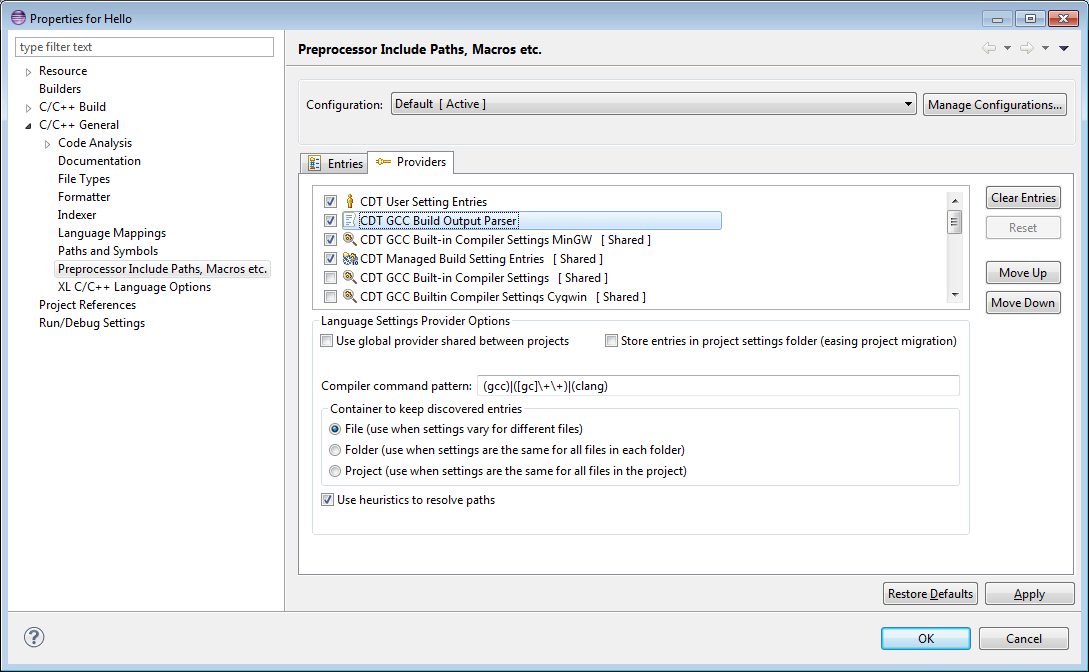 Properties for Hello
type filter text
Resource
Builders
C/C++ Build
C/C++ General
Code Analysis
Documentation
File Types
Formatter
Indexer
Language Mappings
Paths and Symbols
Preprocessor Include Paths, Macros etc.
XL C/C++ Language Options
Project References
Run/Debug Settings
Preprocessor Include Paths, Macros etc.
Configuration: Default [ Active ] Manage Configurations...
Entries Providers
CDT User Setting Entries
CDT GCC Build Output Parser
CDT GCC Built-in Compiler Settings MinGW [ Shared ]
CDT Managed Build Setting Entries [ Shared ]
CDT GCC Built-in Compiler Settings [ Shared ]
CDT GCC Builtin Compiler Settings Cygwin [ Shared ]
Clear Entries
Reset
Move Up
Move Down
Language Settings Provider Options
Use global provider shared between projects Store entries in project settings folder (easing project migration)
Compiler command pattern: (gcc)|([gc]\+\+)|(clang)
Container to keep discovered entries
File (use when settings vary for different files)
Folder (use when settings are the same for all files in each folder)
Project (use when settings are the same for all files in the project)
Use heuristics to resolve paths
Restore Defaults Apply
? OK Cancel